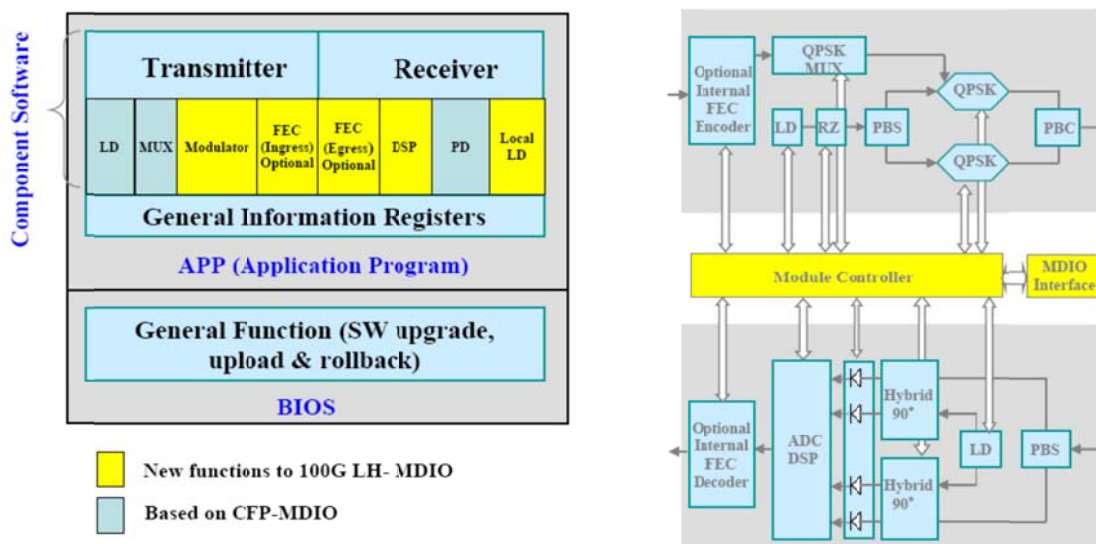 Component Software
Transmitter
Receiver
LD
MUX
Modulator
FEC
(Ingress)
Optional
FEC
(Egress)
Optional
DSP
PD
Local
LD
General Information Registers
APP (Application Program)
General Function (SW upgrade,
upload & rollback)
BIOS
New functions to 100G LH- MDIO
Based on CFP-MDIO
Optional
Internal
FEC
Encoder
QPSK
MUX
LD
RZ
PBS
QPSK
QPSK
PBC
Module Controller
MDIO
Interface
Optional
Internal
FEC
Decoder
ADC
DSP
Hybrid
90°
Hybrid
90°
LD
PBS